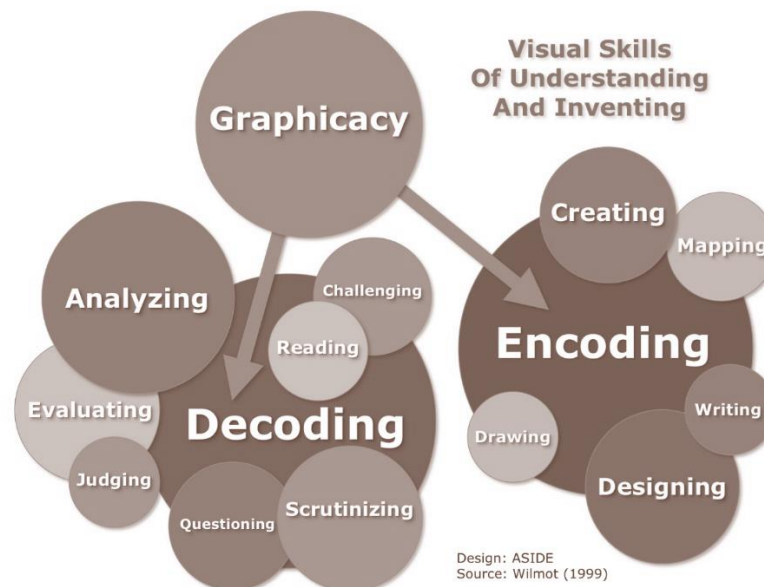 Visual Skills
Of Understanding
And Inventing
Graphicacy
Creating
Mapping
Analyzing
Challenging
Reading
Encoding
Evaluating
Decoding
Writing
Drawing
Judging
Questioning
Scrutinizing
Designing
Design: ASIDE
Source: Wilmot (1999)